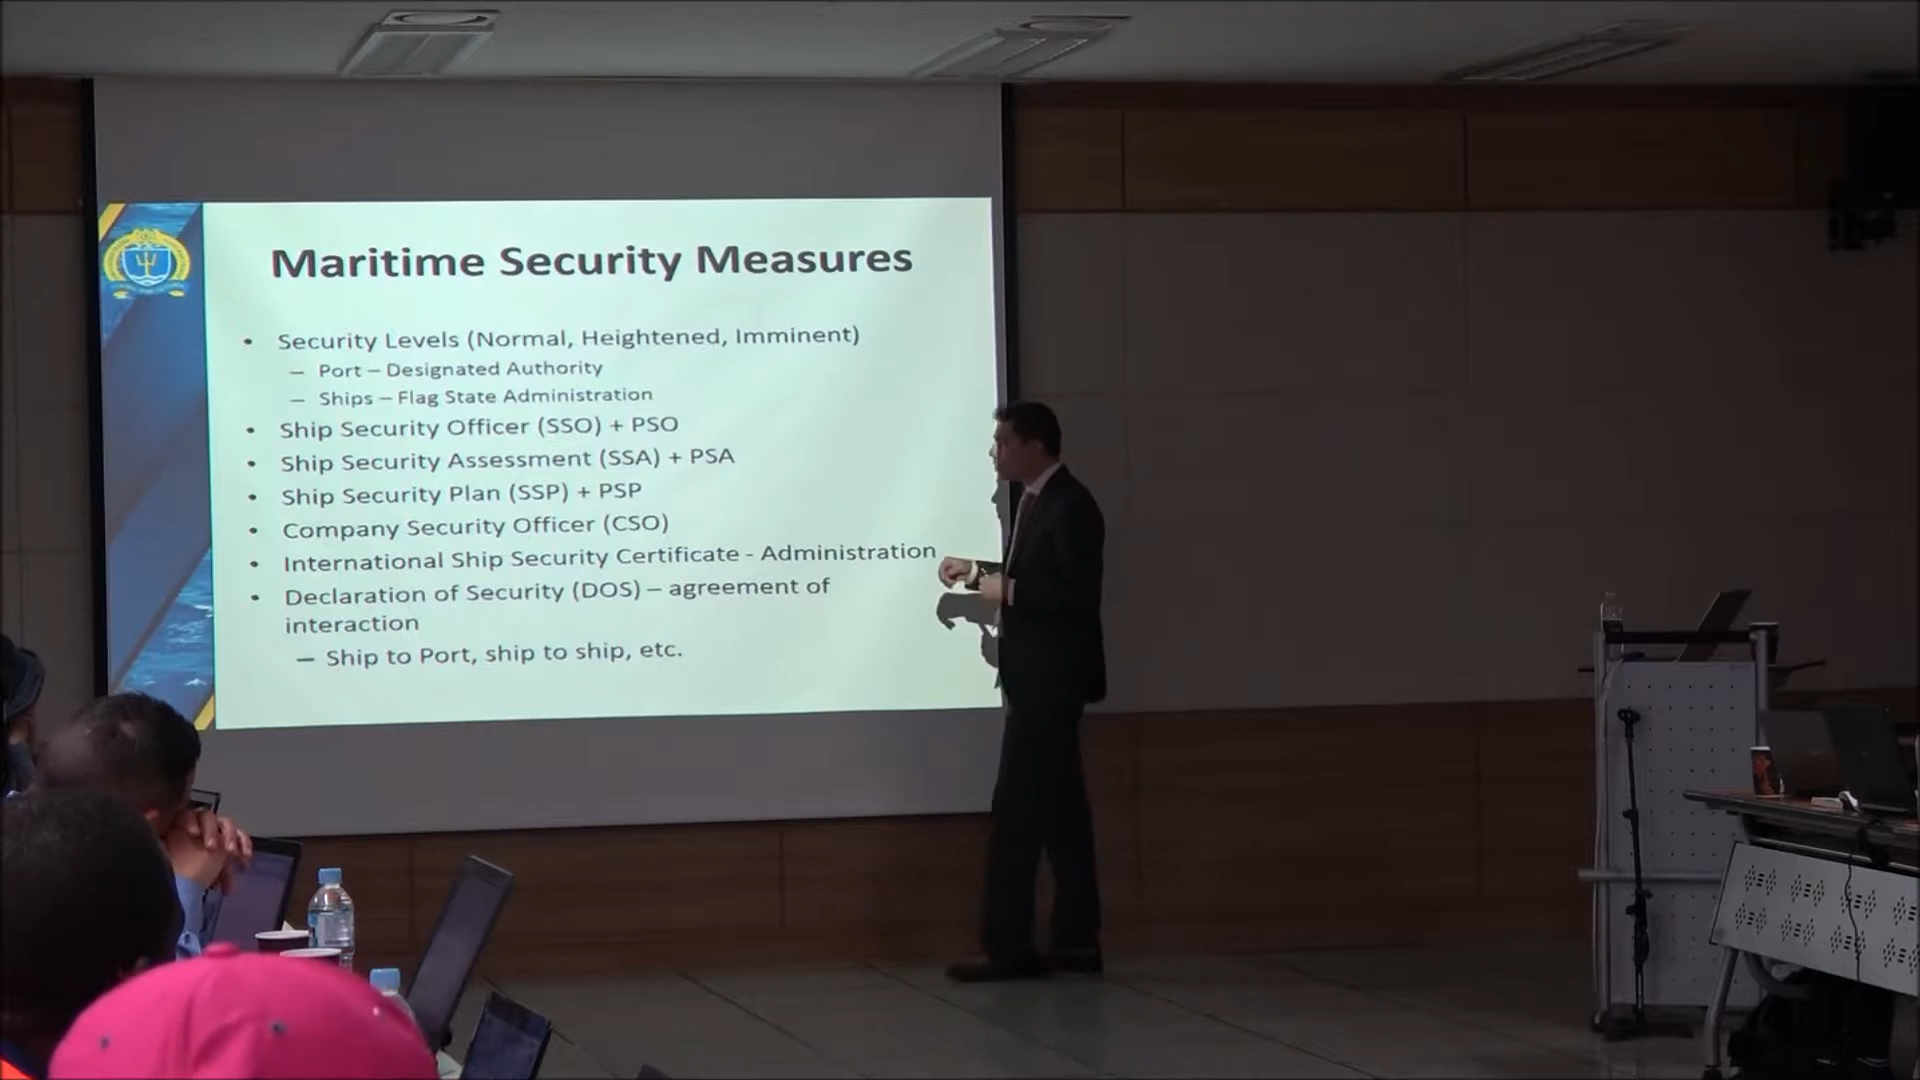 Maritime Security Measures
• Security Levels (Normal, Heightened, Imminent)
– Port – Designated Authority
– Ships – Flag State Administration
• Ship Security Officer (SSO) + PSO
• Ship Security Assessment (SSA) + PSA
• Ship Security Plan (SSP) + PSP
• Company Security Officer (CSO)
• International Ship Security Certificate - Administration
• Declaration of Security (DOS) – agreement of
interaction
– Ship to Port, ship to ship, etc.